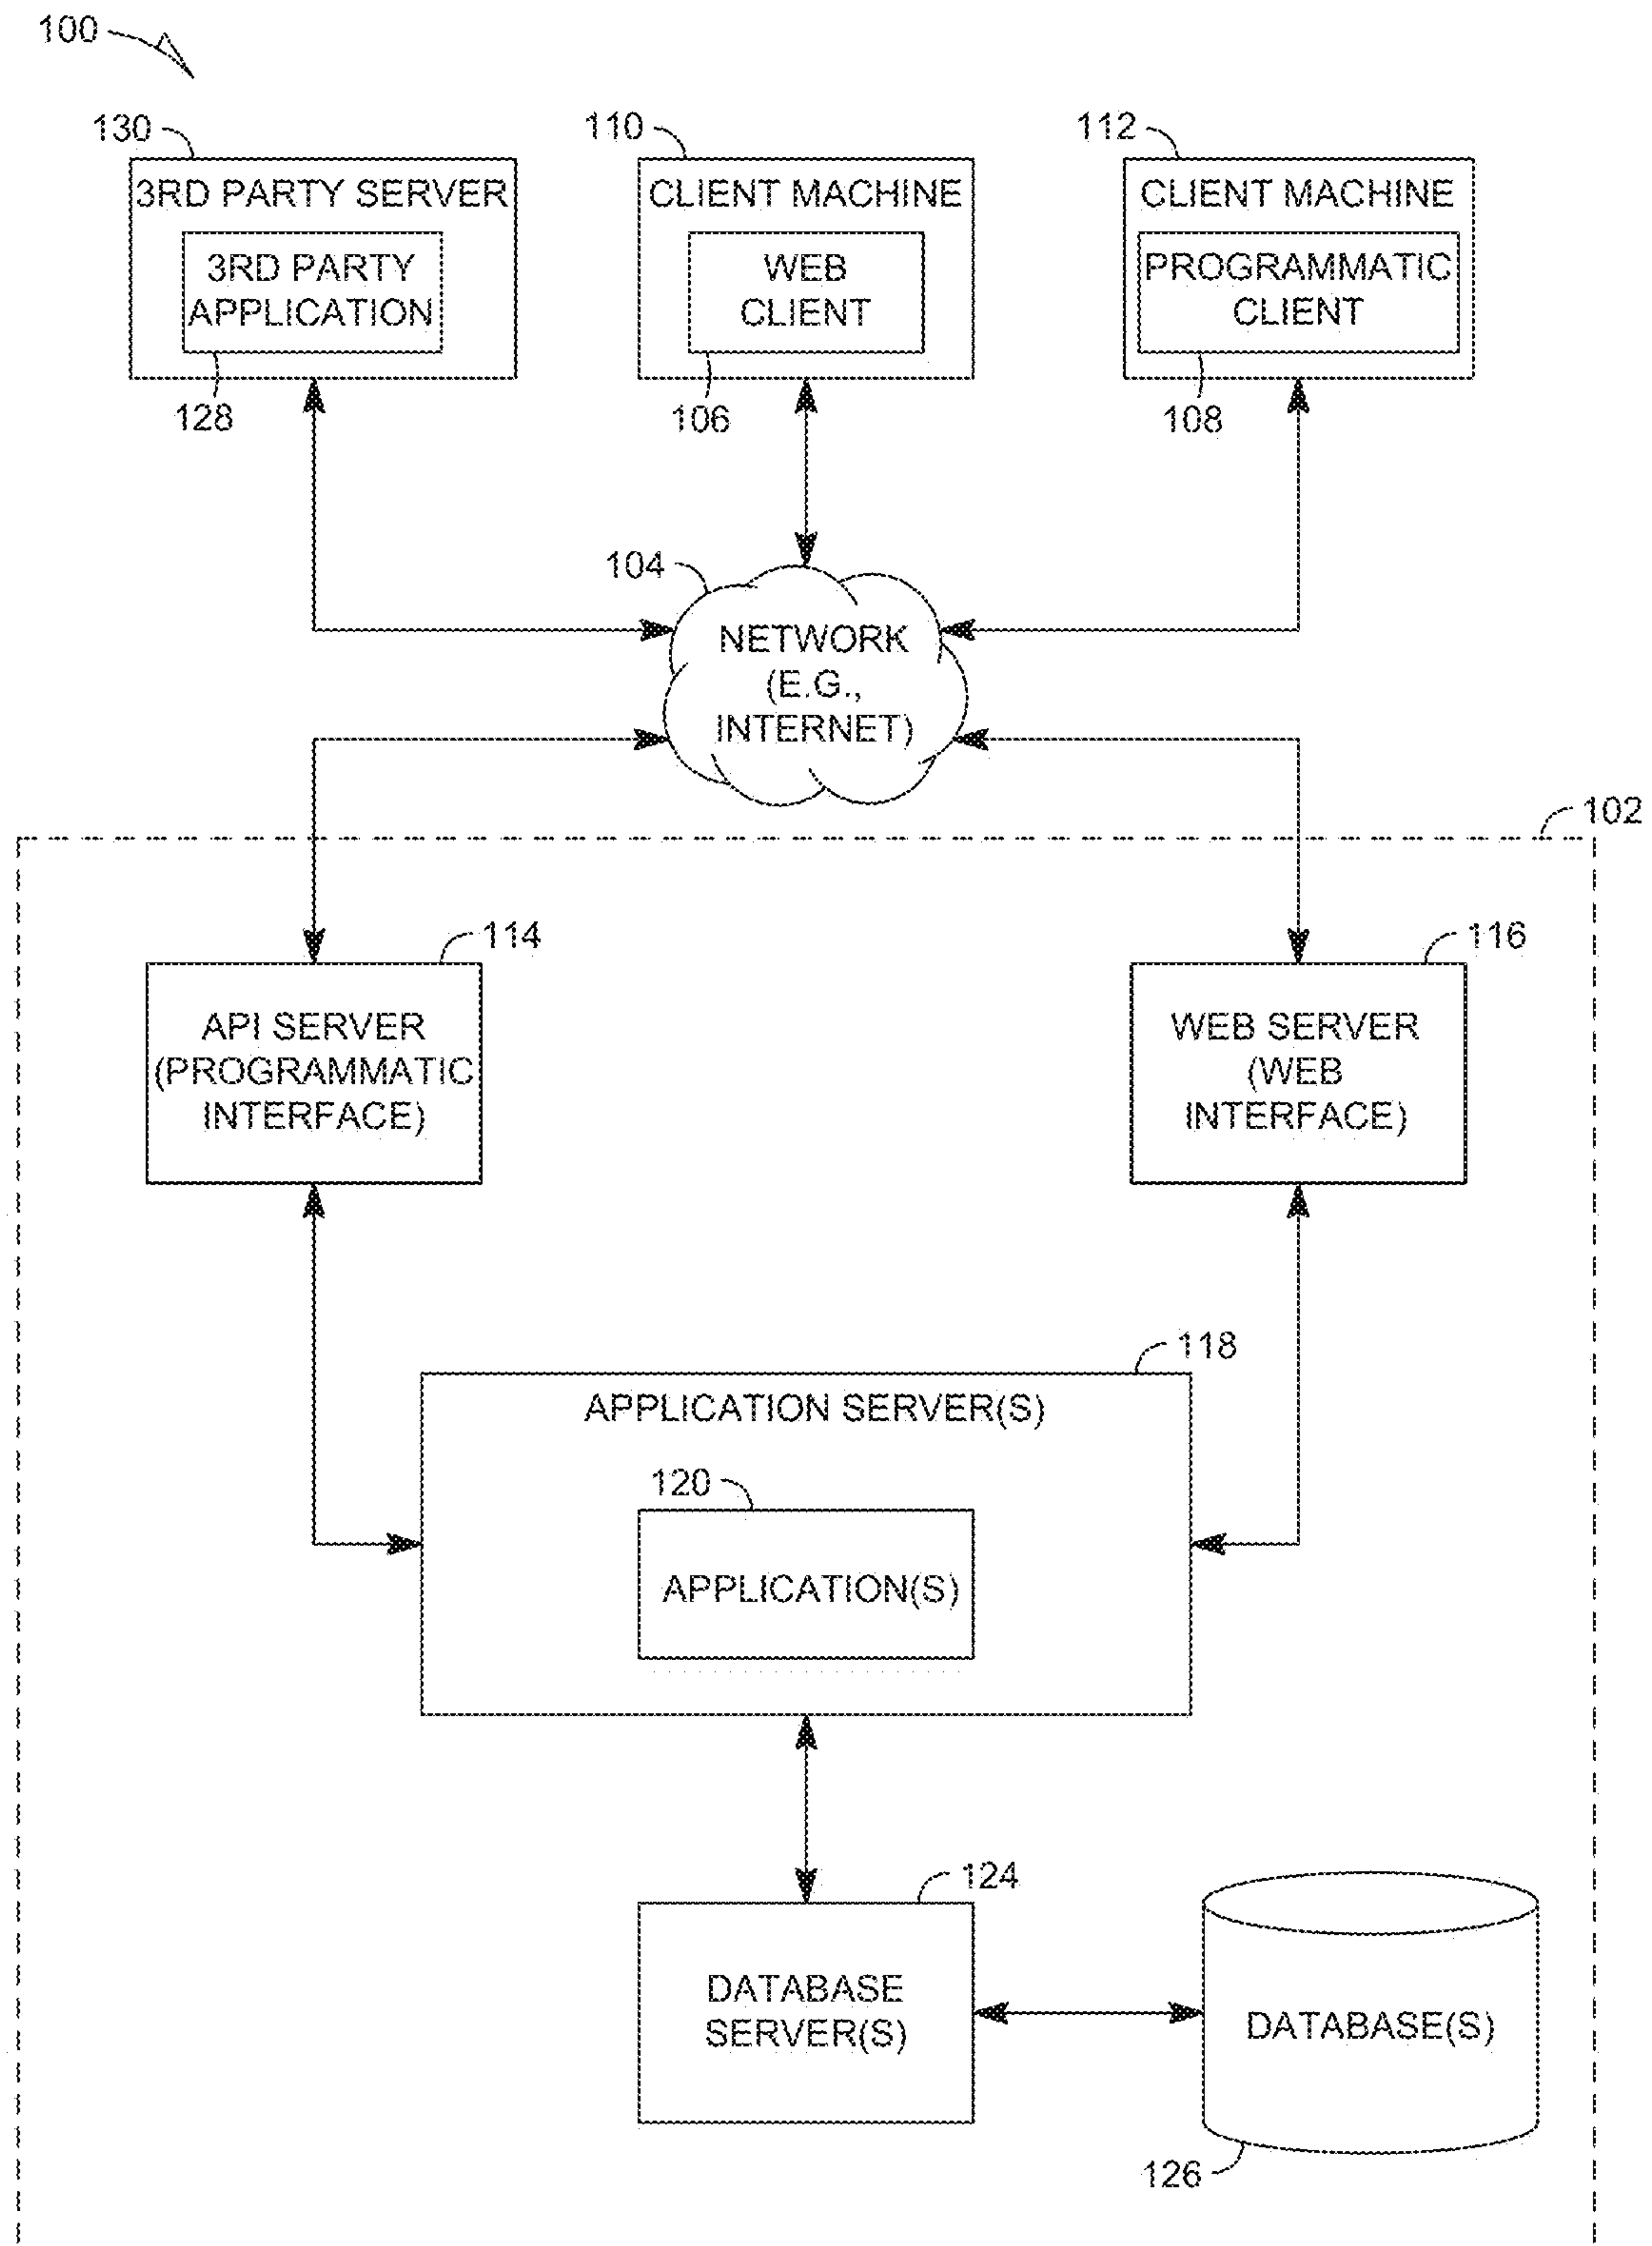 100
130
110
112
3RD PARTY SERVER
CLIENT MACHINE
CLIENT MACHINE
3RD PARTY
APPLICATION
WEB
CLIENT
PROGRAMMATIC
CLIENT
128
106
108
104
NETWORK
(E.G.,
INTERNET)
102
114
116
API SERVER
(PROGRAMMATIC
INTERFACE)
WEB SERVER
(WEB
INTERFACE)
118
APPLICATION SERVER(S)
120
APPLICATION(S)
124
DATABASE
SERVER(S)
DATABASE(S)
126